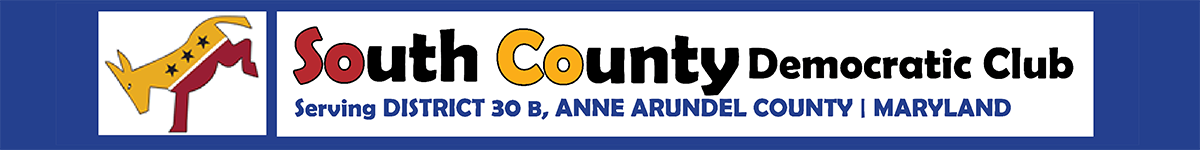 South County Democratic Club
Serving DISTRICT 30 B, ANNE ARUNDEL COUNTY | MARYLAND